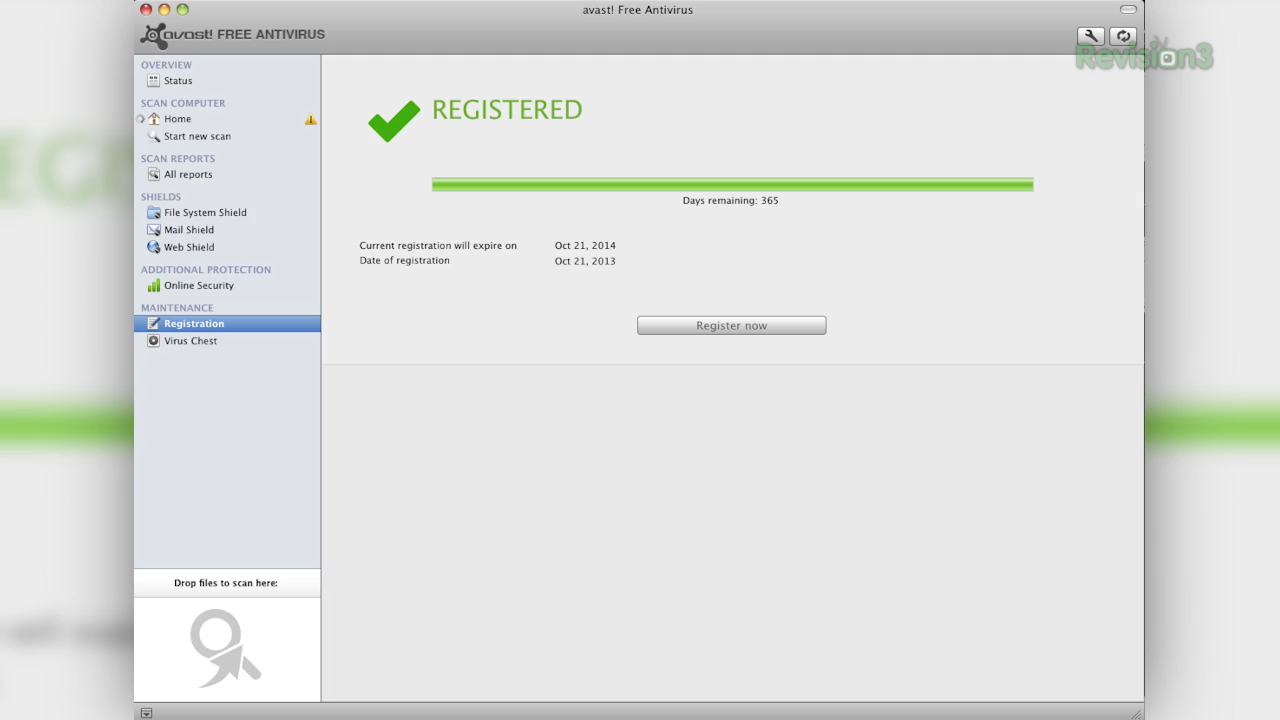 avast! Free Antivirus
avast! FREE ANTIVIRUS
Revision3
OVERVIEW
Status
SCAN COMPUTER
Home
Start new scan
SCAN REPORTS
All reports
SHIELDS
File System Shield
Mail Shield
Web Shield
ADDITIONAL PROTECTION
Online Security
MAINTENANCE
Registration
Virus Chest
Drop files to scan here:
REGISTERED
Days remaining: 365
Current registration will expire on Oct 21, 2014
Date of registration Oct 21, 2013
Register now